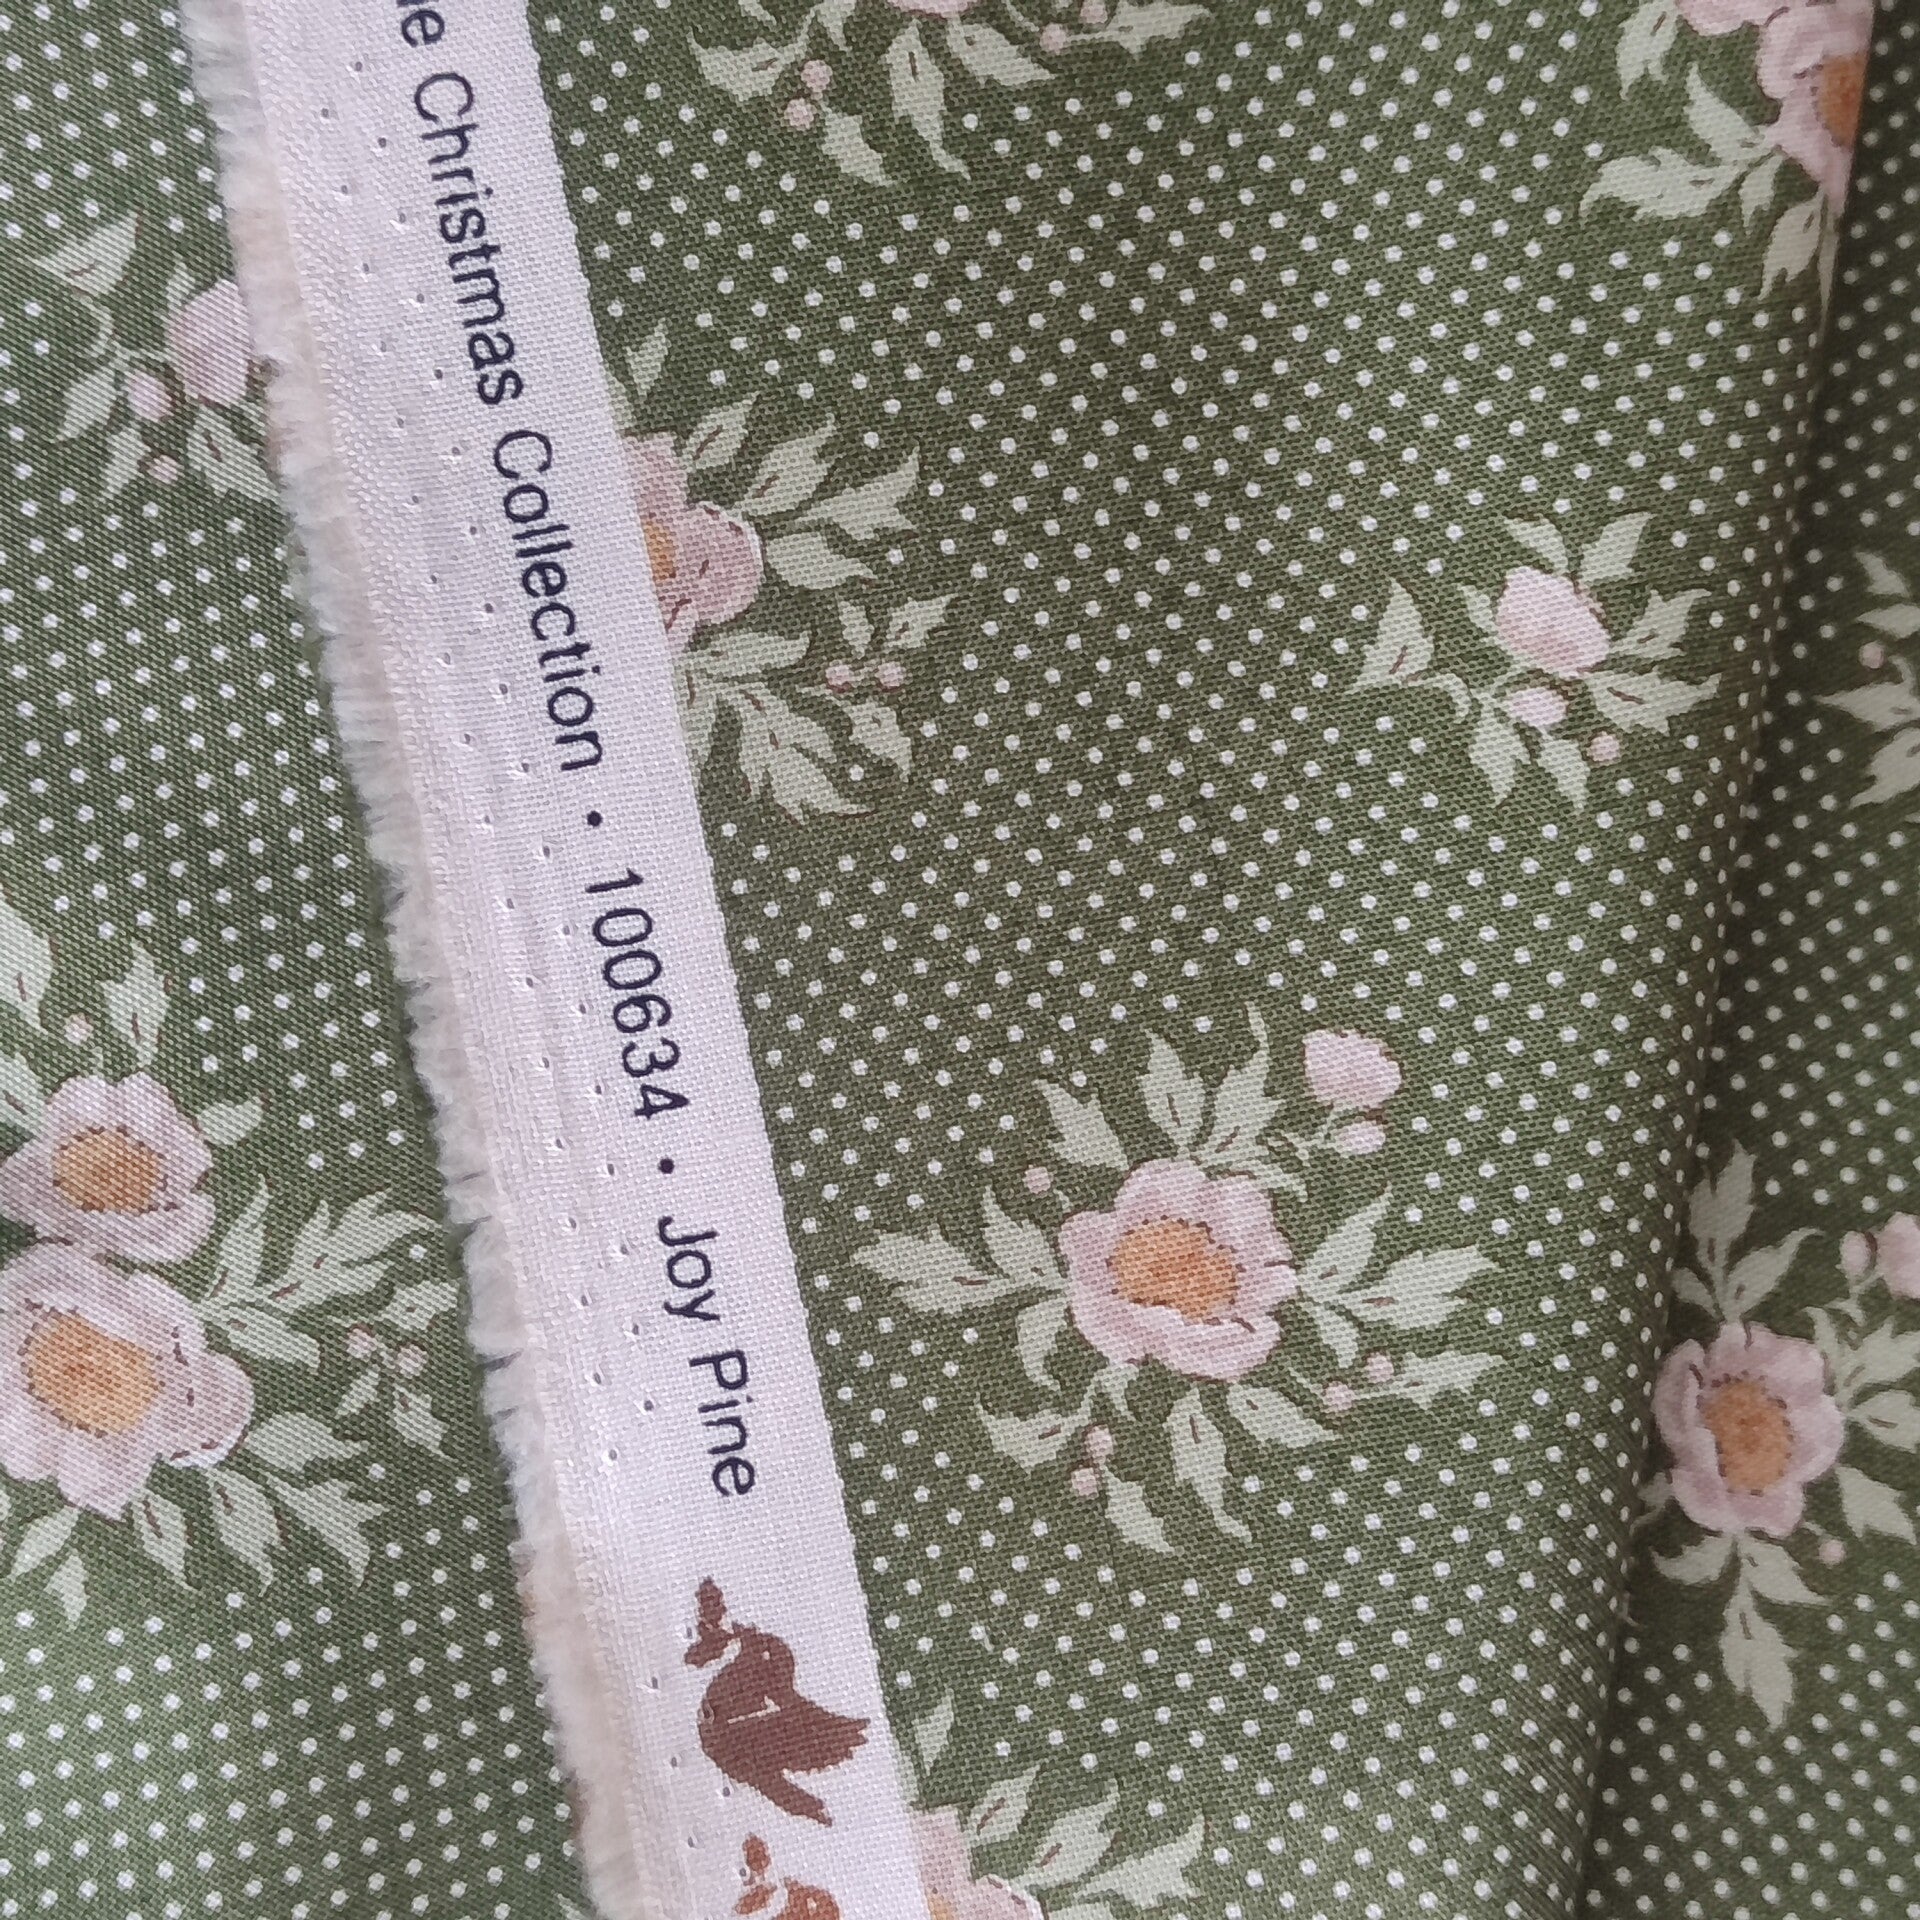 Christmas Collection • 100634 • Joy Pine